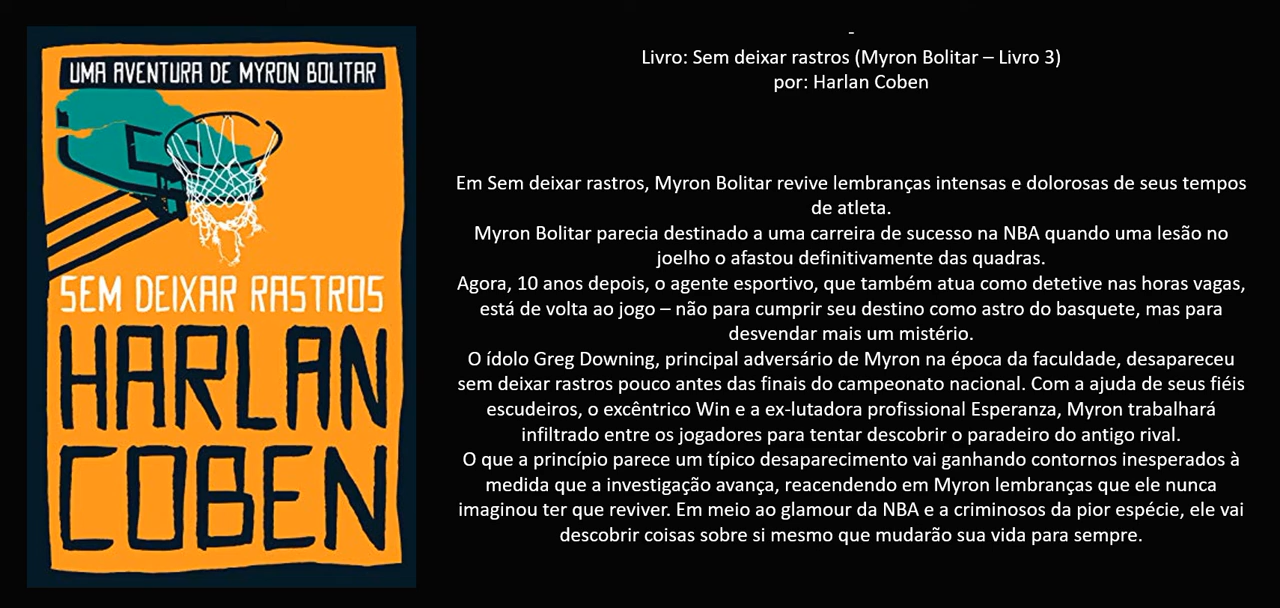 UMA AVENTURA DE MYRON BOLITAR
SEM DEIXAR RASTROS
HARLAN
COBEN
-
Livro: Sem deixar rastros (Myron Bolitar – Livro 3)
por: Harlan Coben
Em Sem deixar rastros, Myron Bolitar revive lembranças intensas e dolorosas de seus tempos
de atleta.
Myron Bolitar parecia destinado a uma carreira de sucesso na NBA quando uma lesão no
joelho o afastou definitivamente das quadras.
Agora, 10 anos depois, o agente esportivo, que também atua como detetive nas horas vagas,
está de volta ao jogo – não para cumprir seu destino como astro do basquete, mas para
desvendar mais um mistério.
O ídolo Greg Downing, principal adversário de Myron na época da faculdade, desapareceu
sem deixar rastros pouco antes das finais do campeonato nacional. Com a ajuda de seus fiéis
escudeiros, o excêntrico Win e a ex-lutadora profissional Esperanza, Myron trabalhará
infiltrado entre os jogadores para tentar descobrir o paradeiro do antigo rival.
O que a princípio parece um típico desaparecimento vai ganhando contornos inesperados à
medida que a investigação avança, reacendendo em Myron lembranças que ele nunca
imaginou ter que reviver. Em meio ao glamour da NBA e a criminosos da pior espécie, ele vai
descobrir coisas sobre si mesmo que mudarão sua vida para sempre.